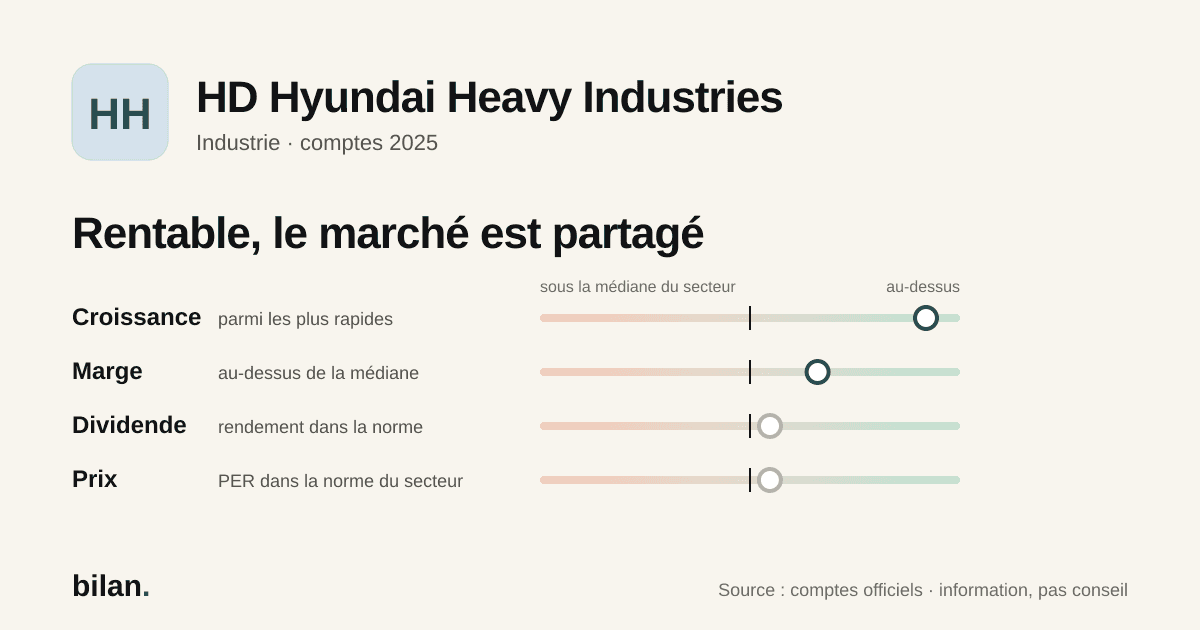 HH
HD Hyundai Heavy Industries
Industrie · comptes 2025
Rentable, le marché est partagé
sous la médiane du secteur au-dessus
Croissance parmi les plus rapides
Marge au-dessus de la médiane
Dividende rendement dans la norme
Prix PER dans la norme du secteur
bilan.
Source : comptes officiels · information, pas conseil